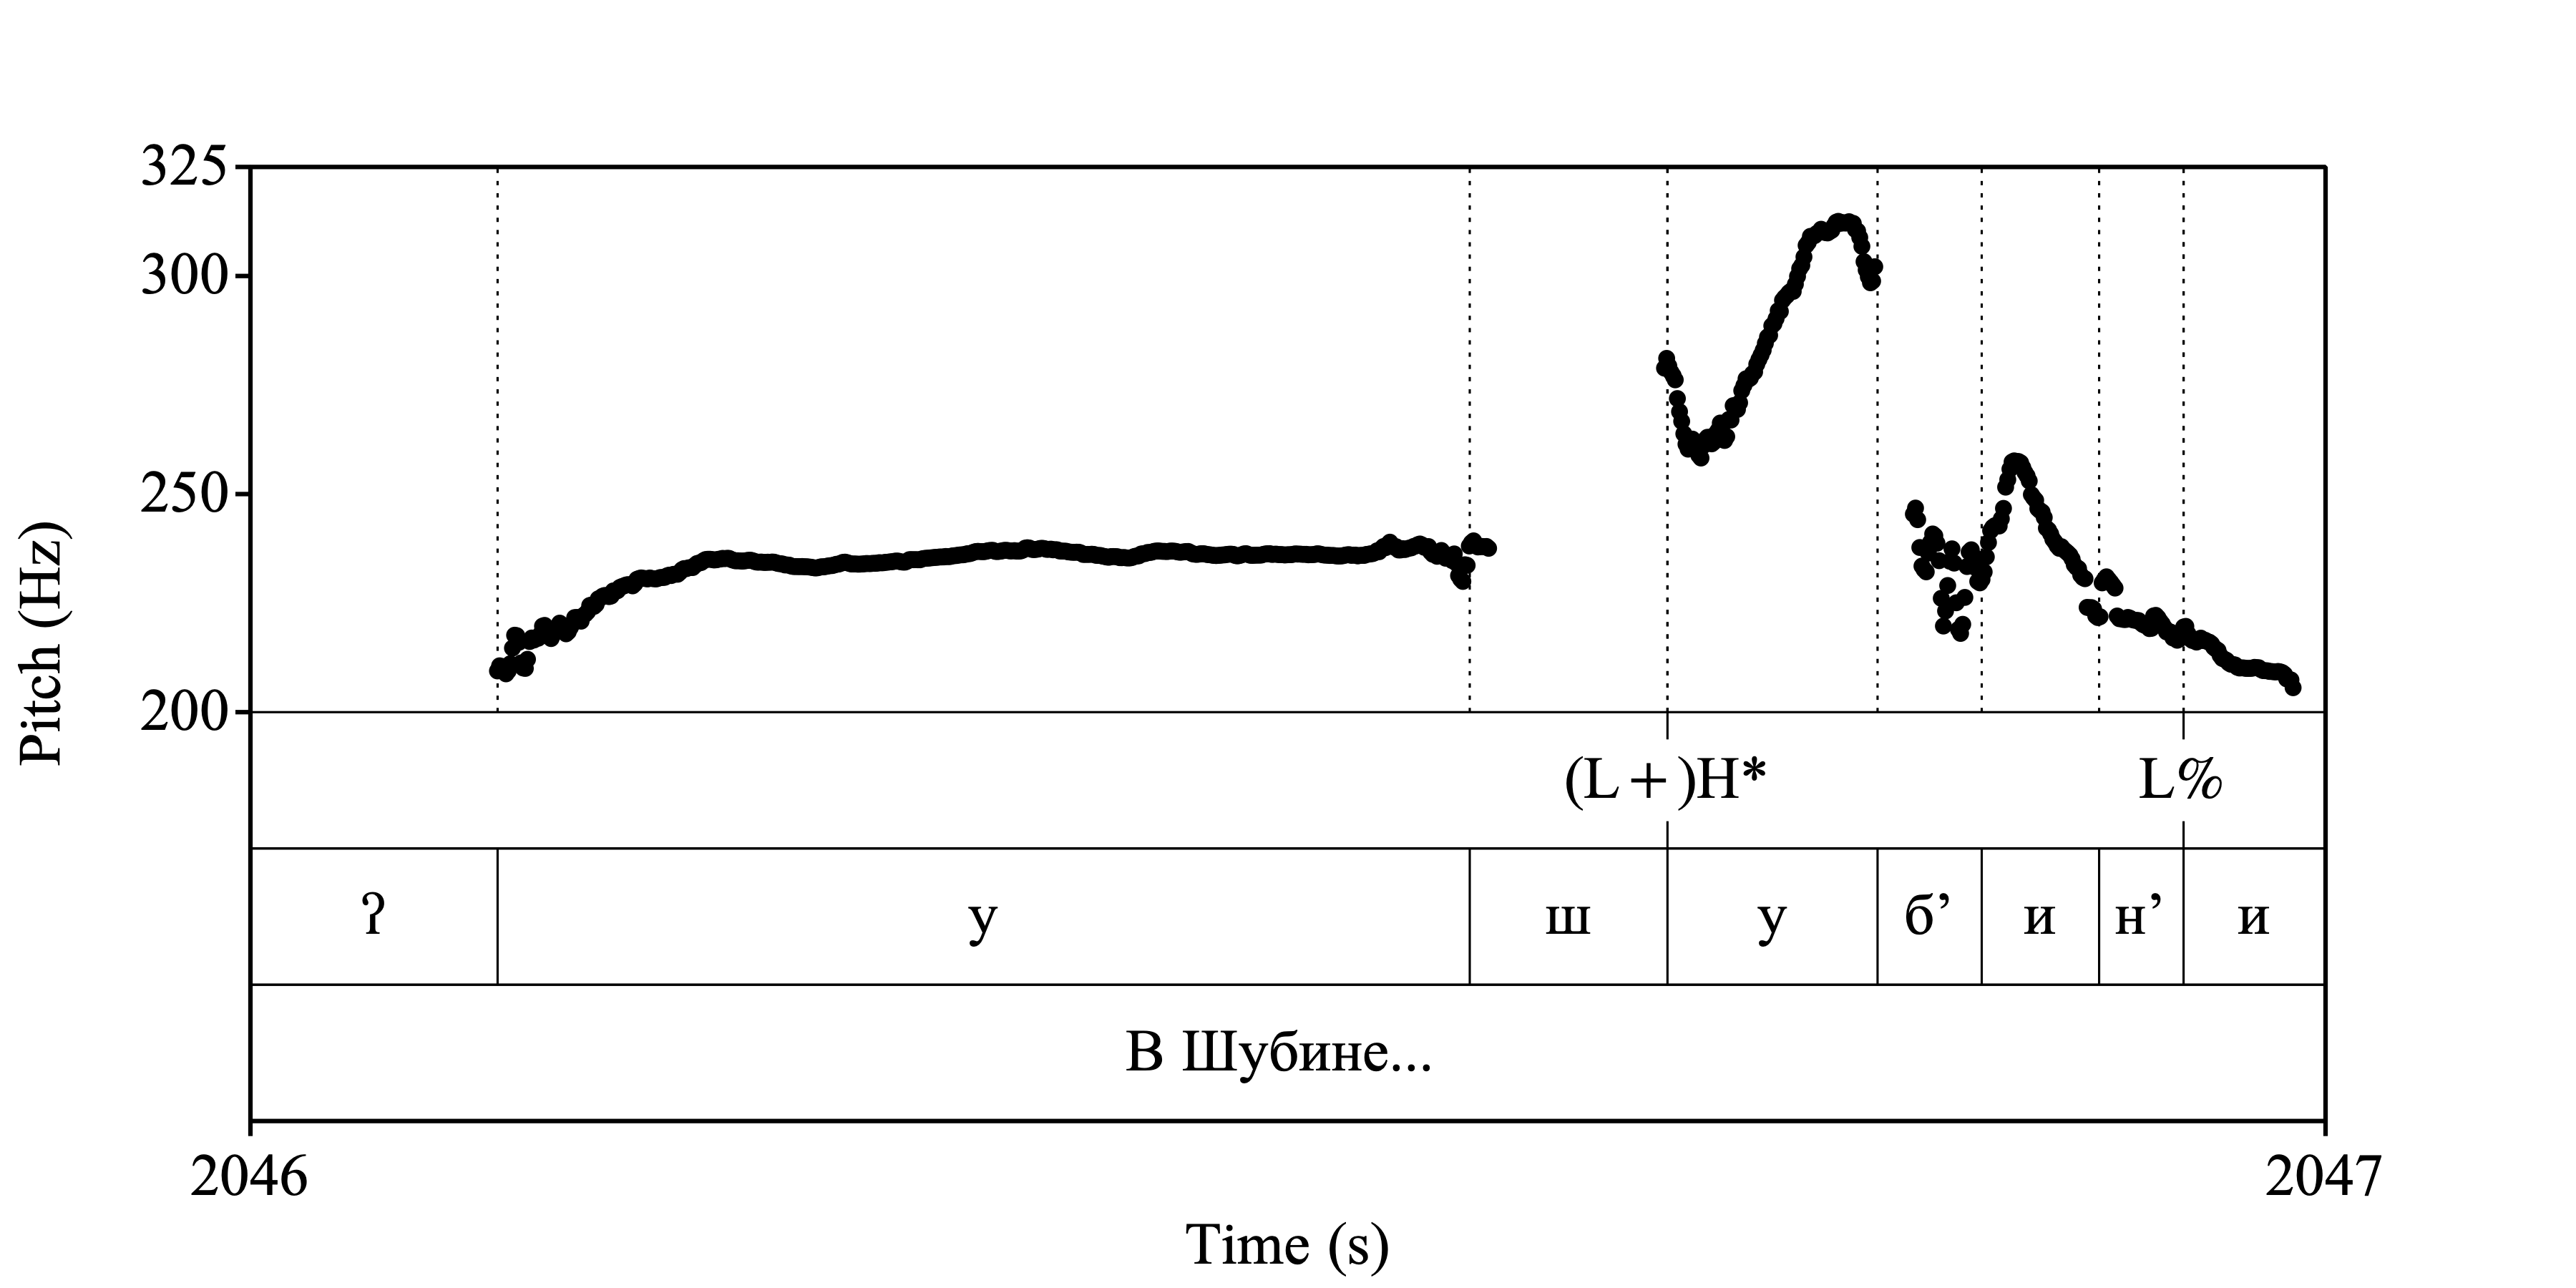 325
300
250
200
Pitch (Hz)
(L+)H* L%
ʔ у ш у б’ и н’ и
В Шубине...
2046 2047
Time (s)